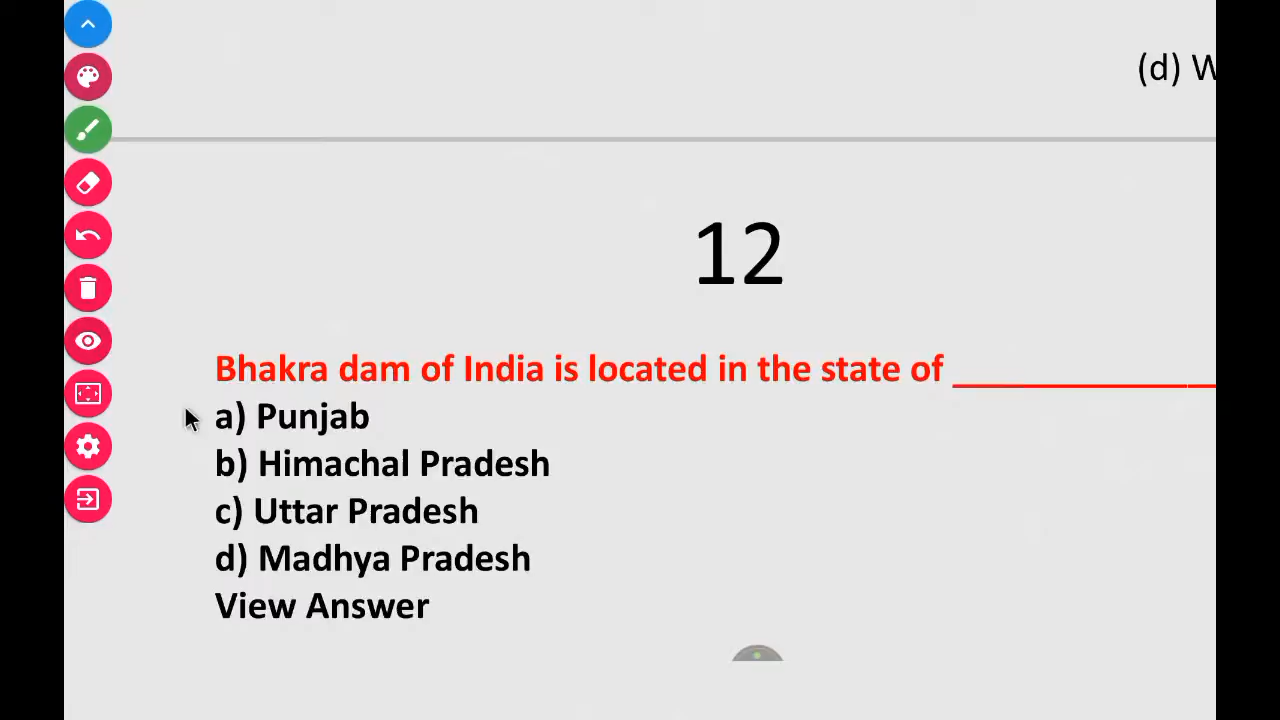 (d) W
12
Bhakra dam of India is located in the state of ______________
a) Punjab
b) Himachal Pradesh
c) Uttar Pradesh
d) Madhya Pradesh
View Answer